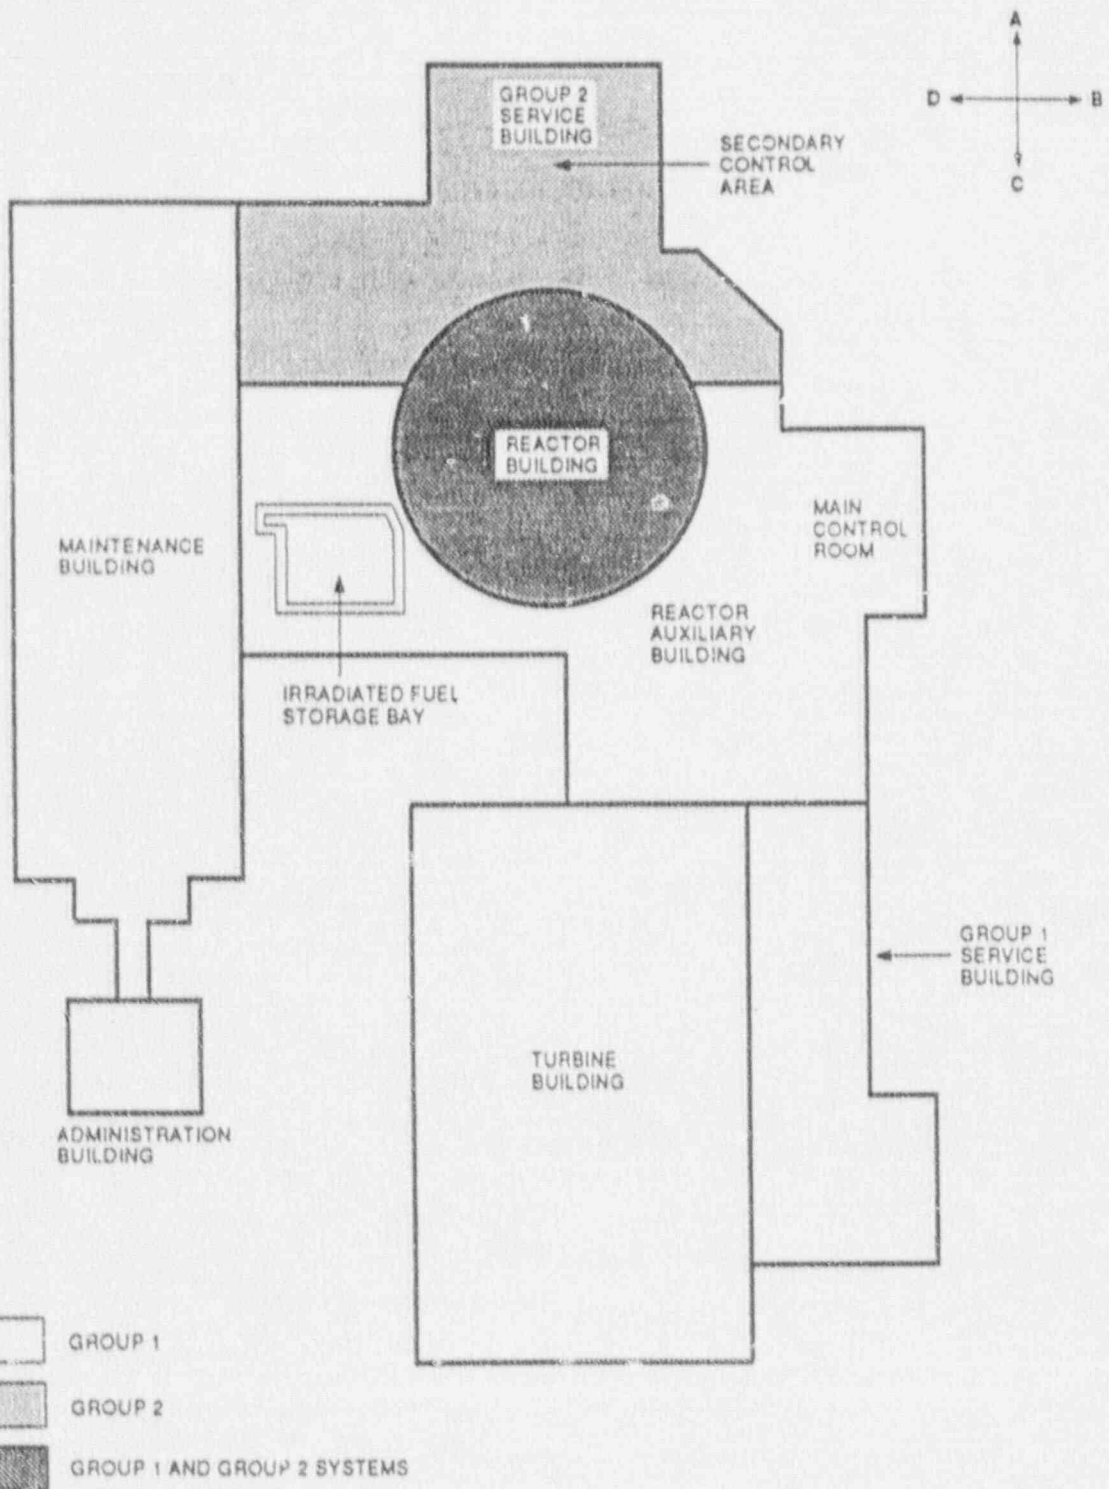 A
D
B
C
GROUP 2
SERVICE
BUILDING
SECONDARY
CONTROL
AREA
REACTOR
BUILDING
MAIN
CONTROL
ROOM
MAINTENANCE
BUILDING
REACTOR
AUXILIARY
BUILDING
IRRADIATED FUEL
STORAGE BAY
GROUP 1
SERVICE
BUILDING
TURBINE
BUILDING
ADMINISTRATION
BUILDING
GROUP 1
GROUP 2
GROUP 1 AND GROUP 2 SYSTEMS